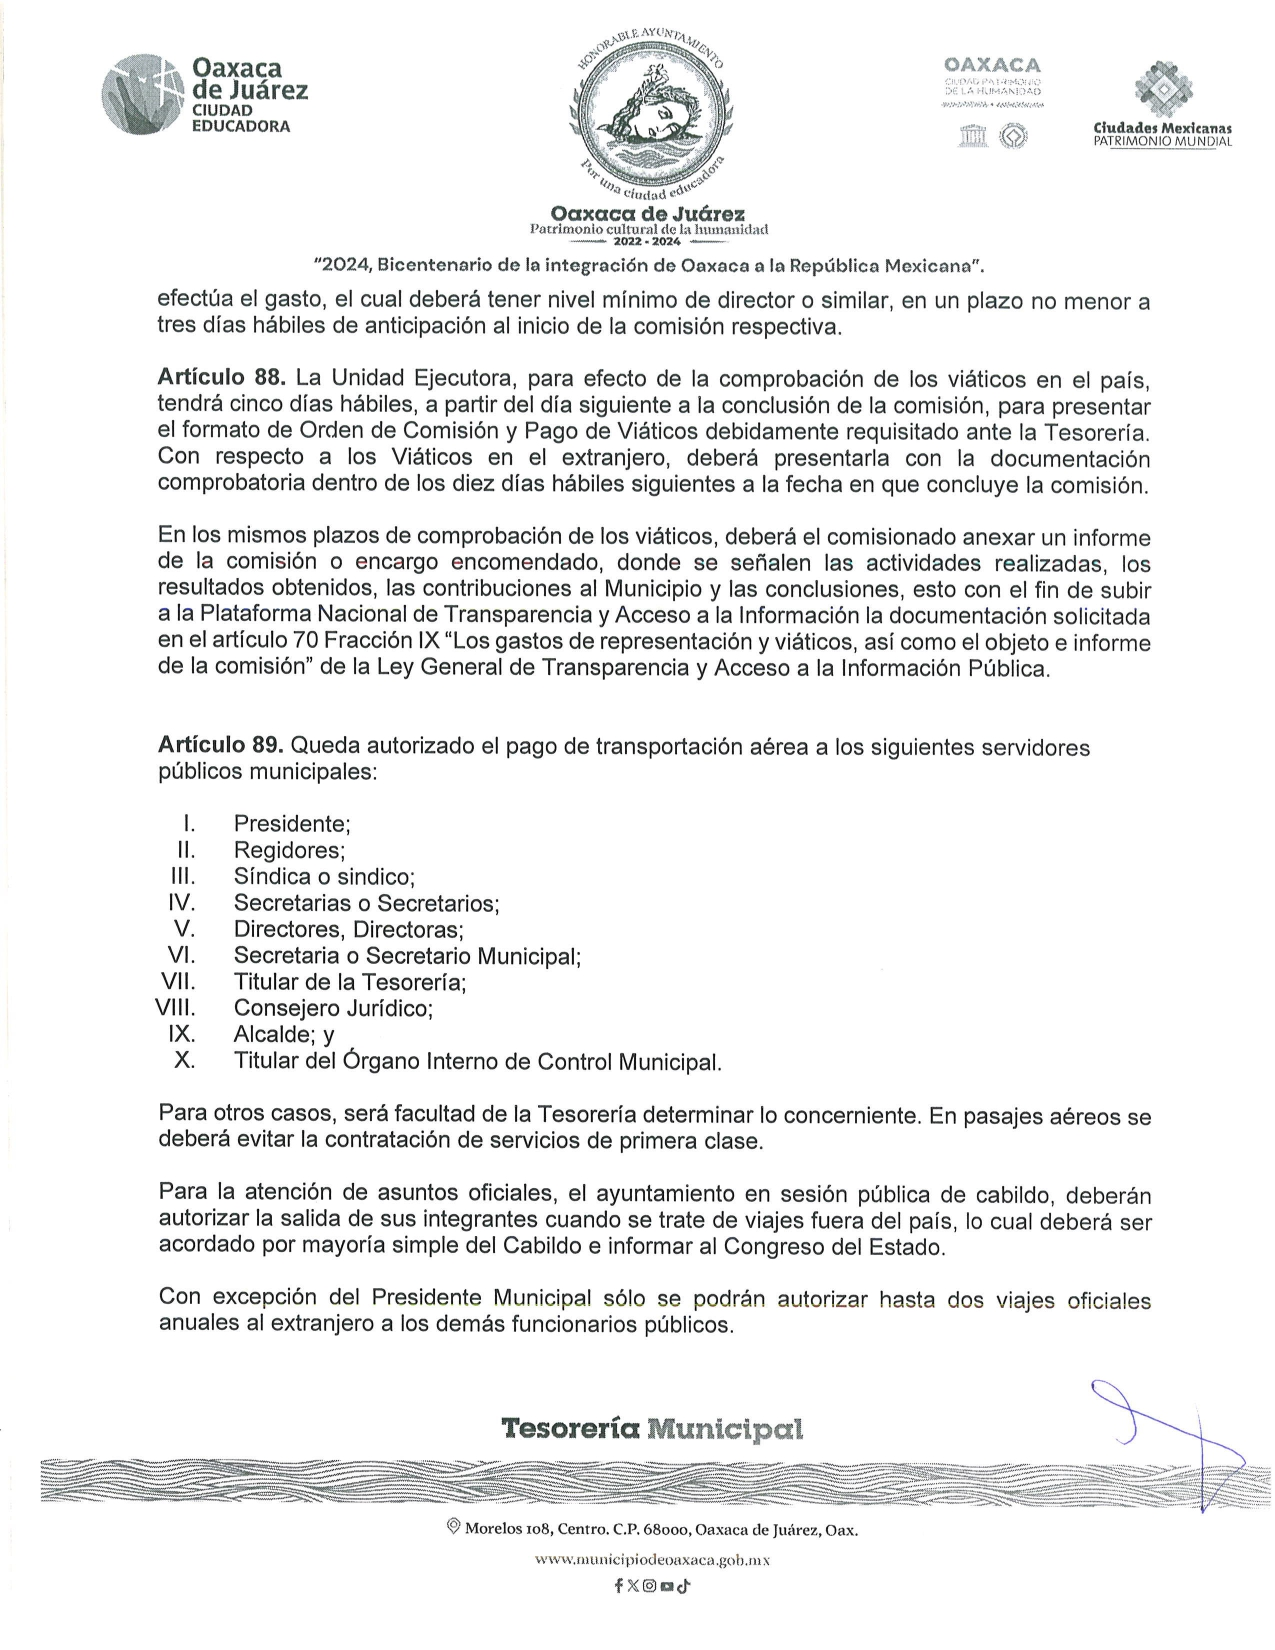 Oaxaca
de Juárez
CIUDAD
EDUCADORA
HONORABLE AYUNTAMIENTO
Por una ciudad educadora
Oaxaca de Juárez
Patrimonio cultural de la humanidad
2022 - 2024
OAXACA
CIUDAD PATRIMONIO
DE LA HUMANIDAD
Ciudades Mexicanas
PATRIMONIO MUNDIAL
"2024, Bicentenario de la integración de Oaxaca a la República Mexicana".
efectúa el gasto, el cual deberá tener nivel mínimo de director o similar, en un plazo no menor a
tres días hábiles de anticipación al inicio de la comisión respectiva.
Artículo 88. La Unidad Ejecutora, para efecto de la comprobación de los viáticos en el país,
tendrá cinco días hábiles, a partir del día siguiente a la conclusión de la comisión, para presentar
el formato de Orden de Comisión y Pago de Viáticos debidamente requisitado ante la Tesorería.
Con respecto a los Viáticos en el extranjero, deberá presentarla con la documentación
comprobatoria dentro de los diez días hábiles siguientes a la fecha en que concluye la comisión.
En los mismos plazos de comprobación de los viáticos, deberá el comisionado anexar un informe
de la comisión o encargo encomendado, donde se señalen las actividades realizadas, los
resultados obtenidos, las contribuciones al Municipio y las conclusiones, esto con el fin de subir
a la Plataforma Nacional de Transparencia y Acceso a la Información la documentación solicitada
en el artículo 70 Fracción IX “Los gastos de representación y viáticos, así como el objeto e informe
de la comisión” de la Ley General de Transparencia y Acceso a la Información Pública.
Artículo 89. Queda autorizado el pago de transportación aérea a los siguientes servidores
públicos municipales:
I. Presidente;
II. Regidores;
III. Síndica o sindico;
IV. Secretarias o Secretarios;
V. Directores, Directoras;
VI. Secretaria o Secretario Municipal;
VII. Titular de la Tesorería;
VIII. Consejero Jurídico;
IX. Alcalde; y
X. Titular del Órgano Interno de Control Municipal.
Para otros casos, será facultad de la Tesorería determinar lo concerniente. En pasajes aéreos se
deberá evitar la contratación de servicios de primera clase.
Para la atención de asuntos oficiales, el ayuntamiento en sesión pública de cabildo, deberán
autorizar la salida de sus integrantes cuando se trate de viajes fuera del país, lo cual deberá ser
acordado por mayoría simple del Cabildo e informar al Congreso del Estado.
Con excepción del Presidente Municipal sólo se podrán autorizar hasta dos viajes oficiales
anuales al extranjero a los demás funcionarios públicos.
Tesorería Municipal
Morelos 108, Centro. C.P. 68000, Oaxaca de Juárez, Oax.
www.municipiodeoaxaca.gob.mx